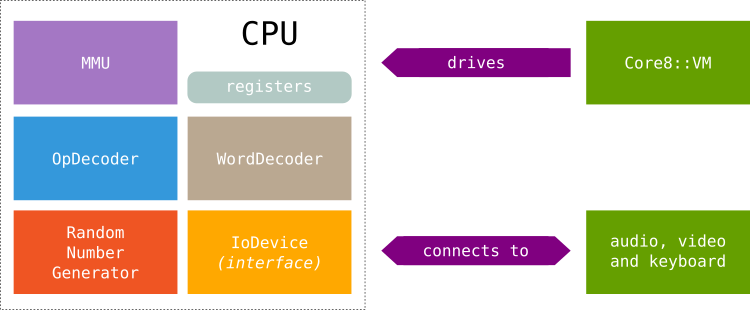 CPU
MMU
registers
drives
Core8::VM
OpDecoder
WordDecoder
Random
Number
Generator
IoDevice
(interface)
connects to
audio, video
and keyboard